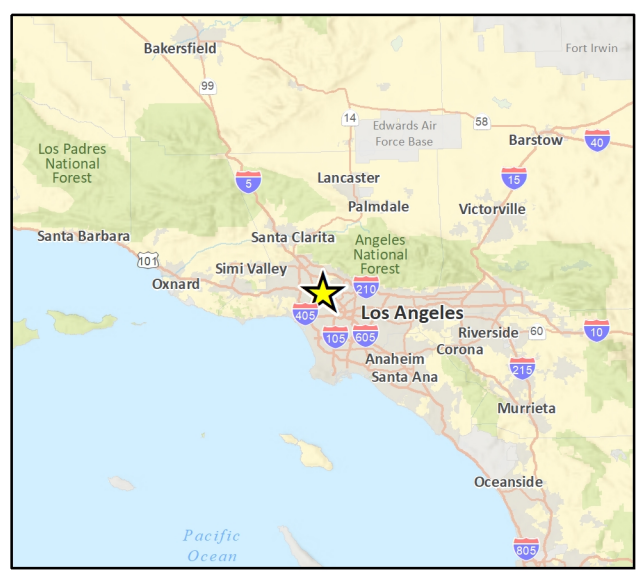 Bakersfield
Fort Irwin
99
14
58
Edwards Air
Force Base
Barstow
40
Los Padres
National
Forest
5
Lancaster
15
Palmdale
Victorville
Santa Barbara
Santa Clarita
Angeles
National
Forest
101
Simi Valley
Oxnard
210
405
Los Angeles
105
605
Riverside
60
10
Corona
Anaheim
215
Santa Ana
Murrieta
Oceanside
Pacific
Ocean
805